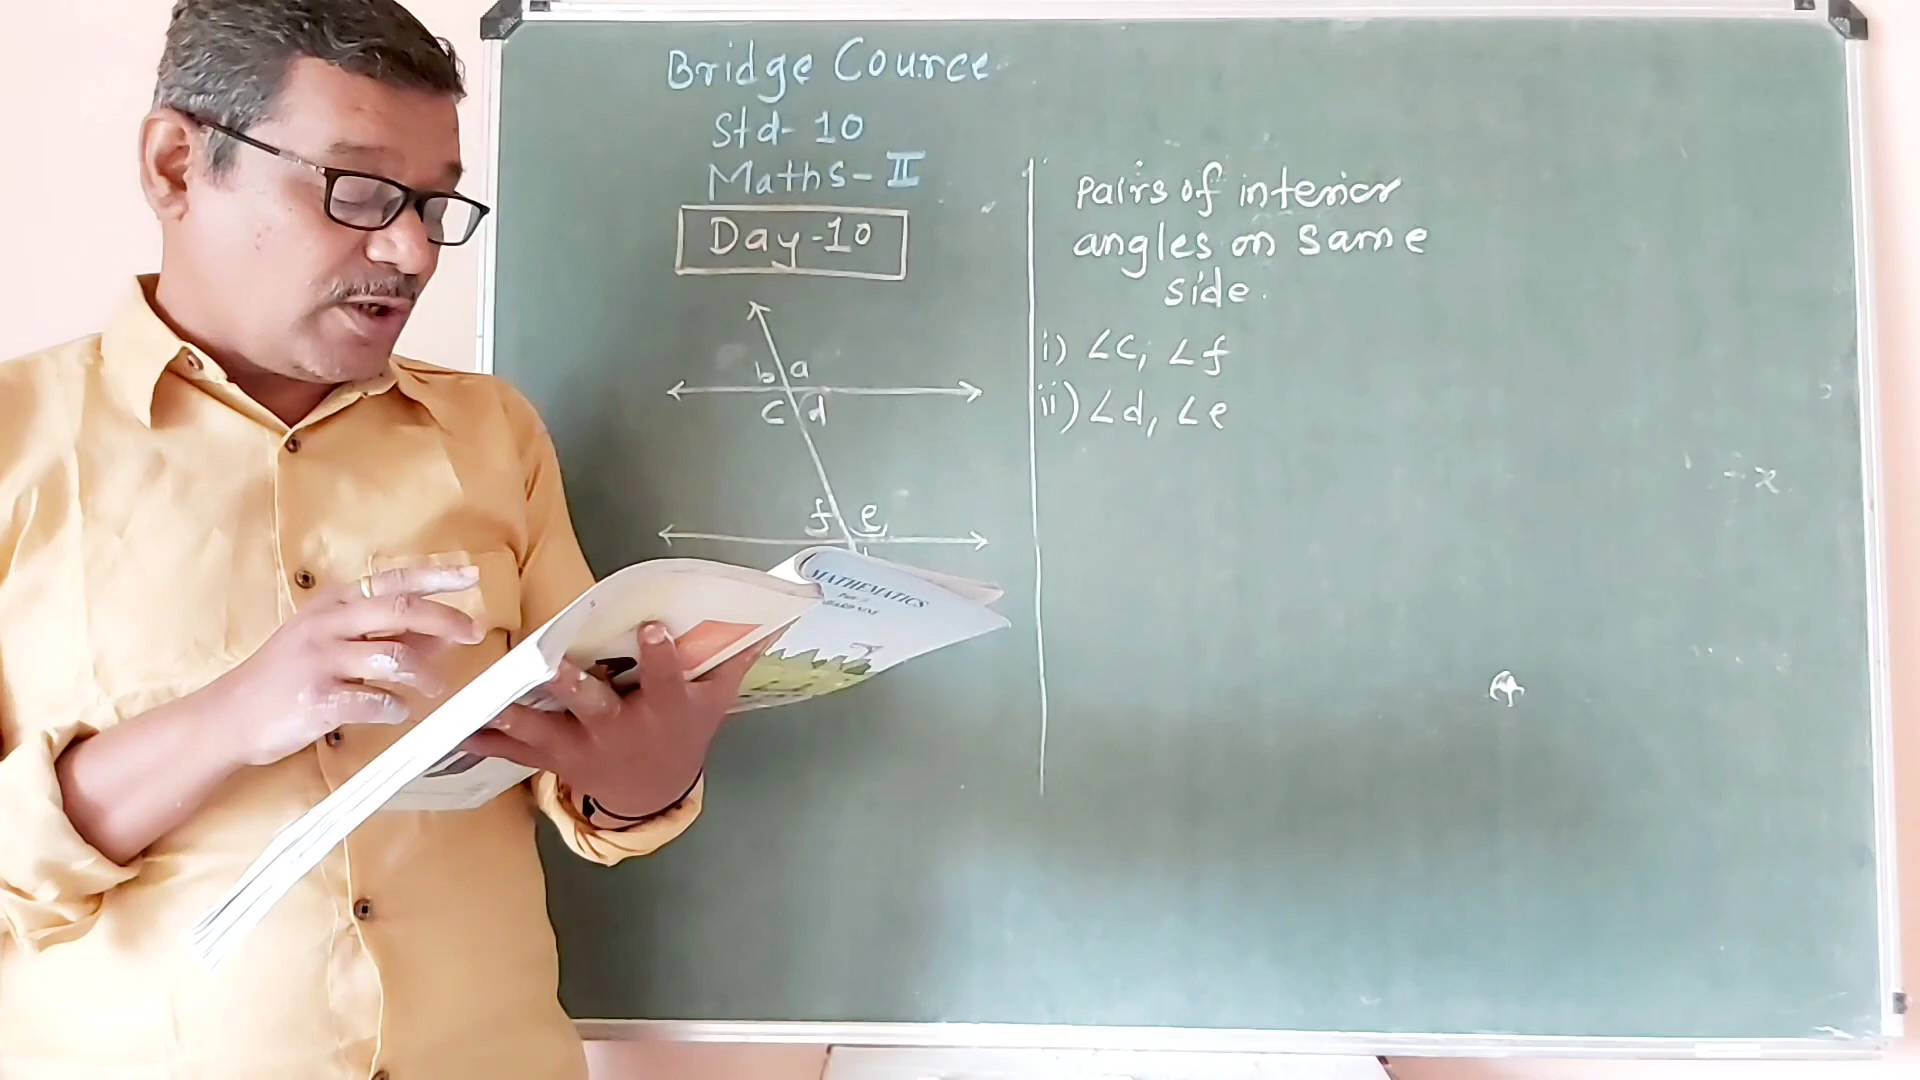 Bridge Cource
Std- 10
Maths- II
Day-10
b a
c d
f e
Pairs of interior
angles on same
side.
i) ∠c, ∠f
ii) ∠d, ∠e
x
MATHEMATICS